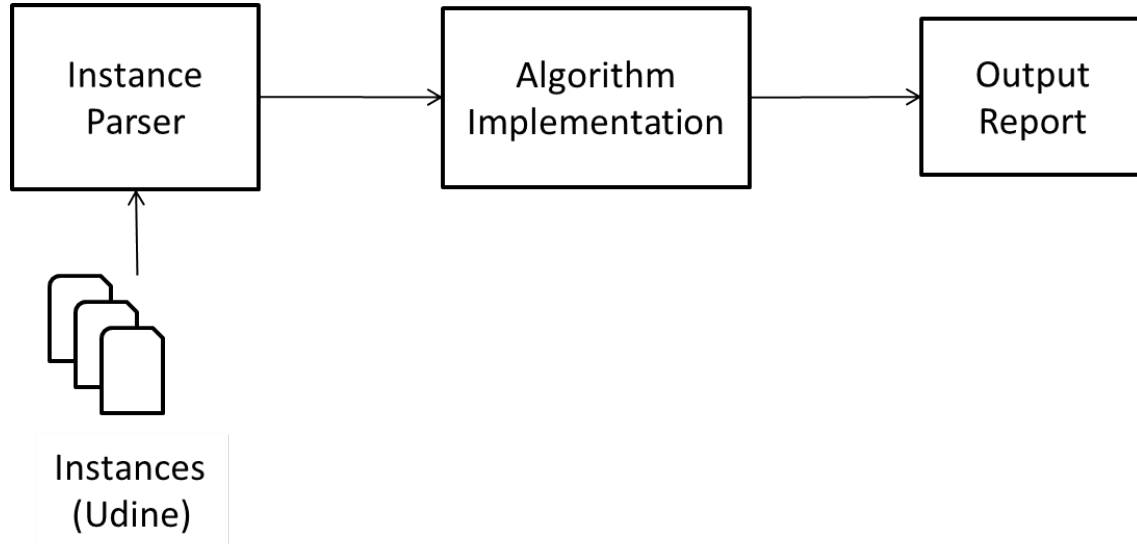 Instance
Parser
Algorithm
Implementation
Output
Report
Instances
(Udine)